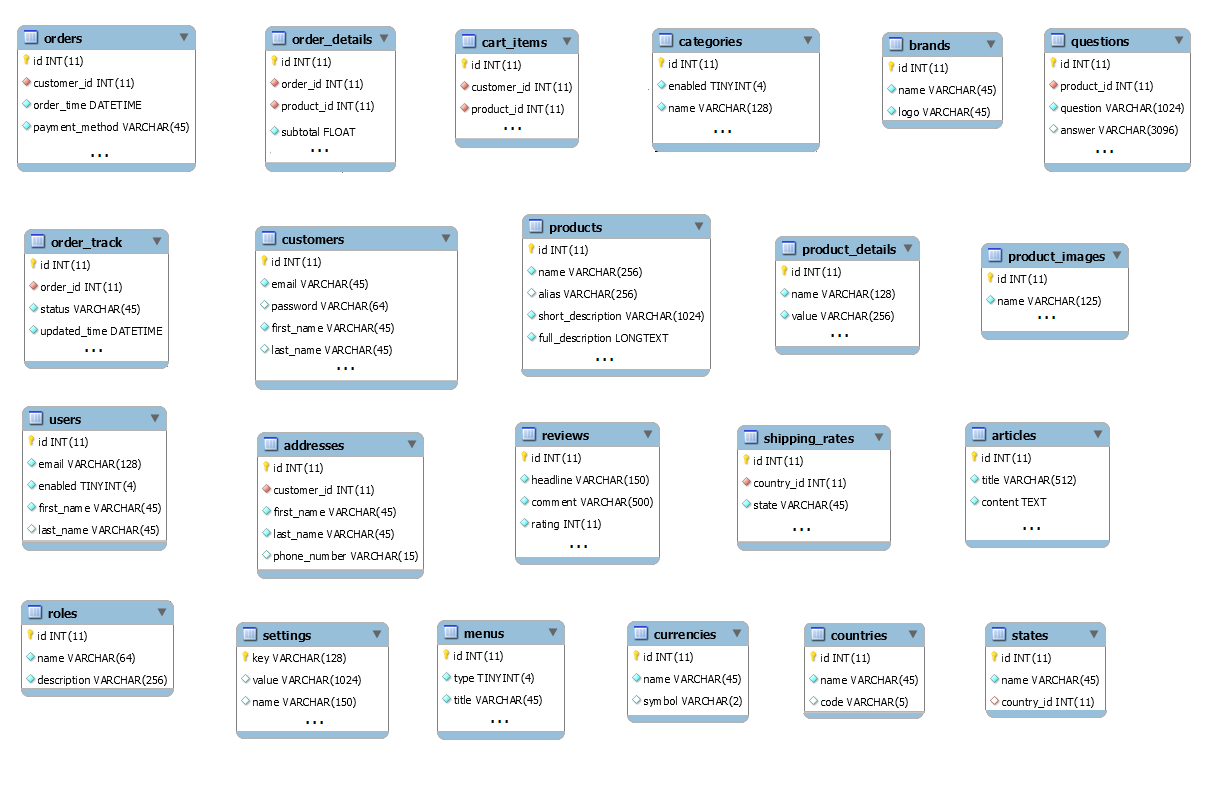 orders
id INT(11)
customer_id INT(11)
order_time DATETIME
payment_method VARCHAR(45)
...
order_details
id INT(11)
order_id INT(11)
product_id INT(11)
subtotal FLOAT
...
cart_items
id INT(11)
customer_id INT(11)
product_id INT(11)
...
categories
id INT(11)
enabled TINYINT(4)
name VARCHAR(128)
...
brands
id INT(11)
name VARCHAR(45)
logo VARCHAR(45)
questions
id INT(11)
product_id INT(11)
question VARCHAR(1024)
answer VARCHAR(3096)
...
order_track
id INT(11)
order_id INT(11)
status VARCHAR(45)
updated_time DATETIME
...
customers
id INT(11)
email VARCHAR(45)
password VARCHAR(64)
first_name VARCHAR(45)
last_name VARCHAR(45)
...
products
id INT(11)
name VARCHAR(256)
alias VARCHAR(256)
short_description VARCHAR(1024)
full_description LONGTEXT
...
product_details
id INT(11)
name VARCHAR(128)
value VARCHAR(256)
...
product_images
id INT(11)
name VARCHAR(125)
...
users
id INT(11)
email VARCHAR(128)
enabled TINYINT(4)
first_name VARCHAR(45)
last_name VARCHAR(45)
addresses
id INT(11)
customer_id INT(11)
first_name VARCHAR(45)
last_name VARCHAR(45)
phone_number VARCHAR(15)
reviews
id INT(11)
headline VARCHAR(150)
comment VARCHAR(500)
rating INT(11)
...
shipping_rates
id INT(11)
country_id INT(11)
state VARCHAR(45)
...
articles
id INT(11)
title VARCHAR(512)
content TEXT
...
roles
id INT(11)
name VARCHAR(64)
description VARCHAR(256)
settings
key VARCHAR(128)
value VARCHAR(1024)
name VARCHAR(150)
...
menus
id INT(11)
type TINYINT(4)
title VARCHAR(45)
...
currencies
id INT(11)
name VARCHAR(45)
symbol VARCHAR(2)
countries
id INT(11)
name VARCHAR(45)
code VARCHAR(5)
states
id INT(11)
name VARCHAR(45)
country_id INT(11)